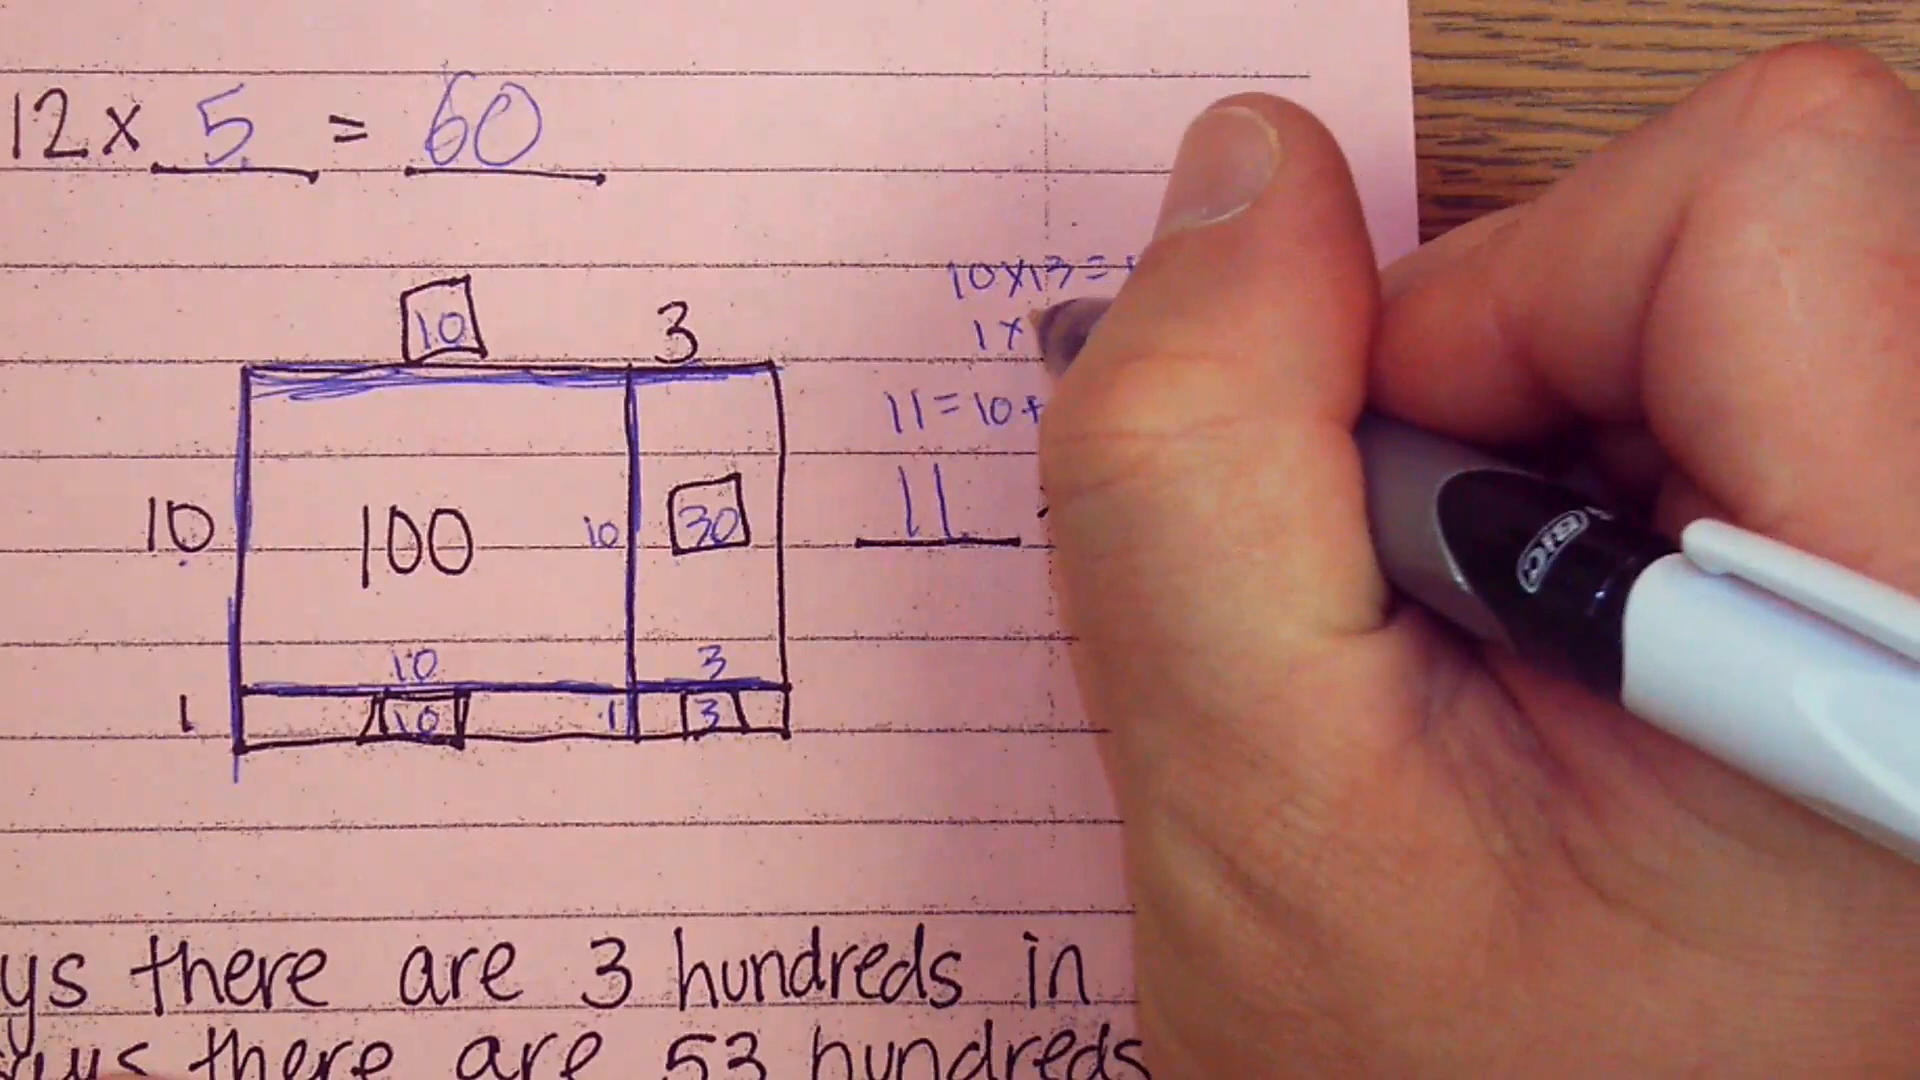 12 x 5 = 60
10 3
10x13=
1x
11=10+
10 100 10 30
11
10 3
1 10 1 3
BIC
ys there are 3 hundreds in
there are 53 hundreds